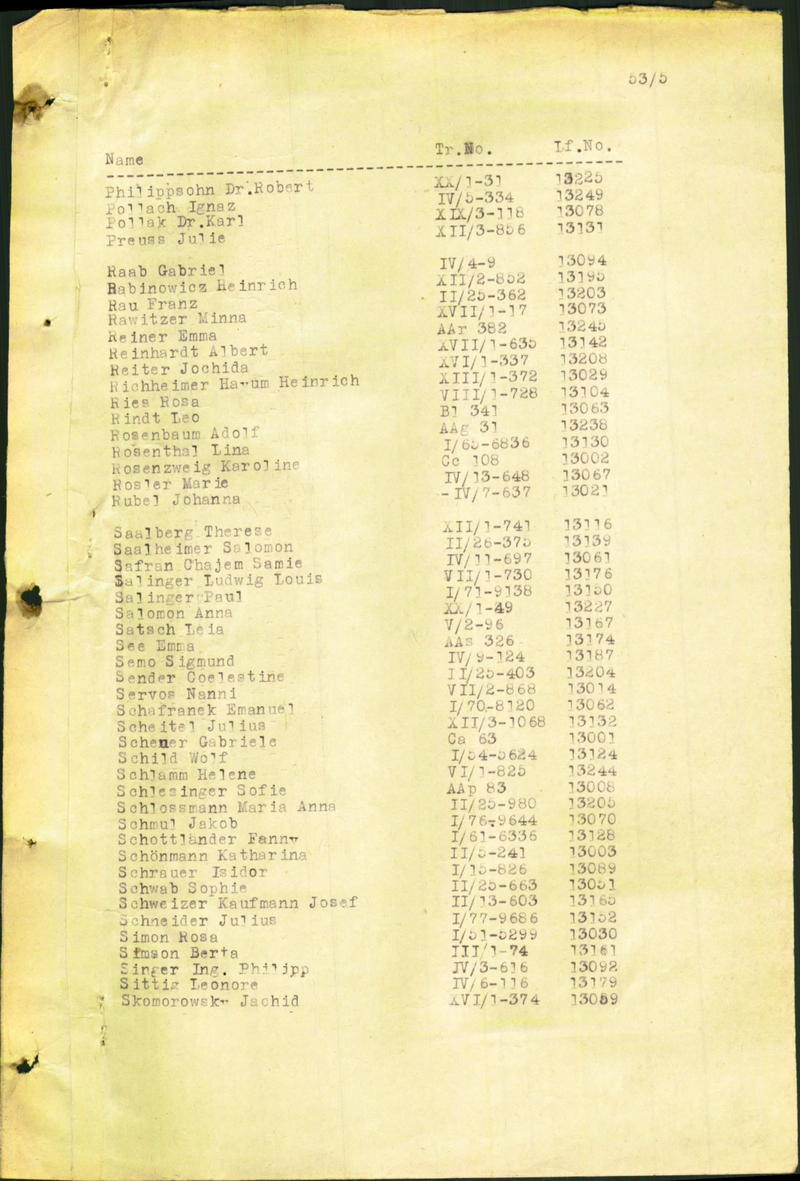 53/5
Name Tr.No. Lf.No.
Philippsohn Dr.Robert XX/1-31 13225
Pollach Ignaz IV/5-334 13249
Pollak Dr.Karl XIX/3-118 13078
Preuss Julie XII/3-856 13131
Raab Gabriel IV/4-9 13094
Babinowicz Heinrich XII/2-852 13195
Rau Franz II/25-362 13203
Rawitzer Minna XVII/1-17 13073
Reiner Emma AAr 382 13245
Reinhardt Albert XVII/1-635 13142
Reiter Jochida XVI/1-337 13208
Richheimer Hayum Heinrich XIII/1-372 13029
Ries Rosa VIII/1-728 13104
Rindt Leo Bl 341 13063
Rosenbaum Adolf AAg 31 13238
Rosenthal Lina I/65-6836 13130
Rosenzweig Karoline Cc 108 13002
Rosler Marie IV/13-648 13067
Rubel Johanna -IV/7-637 13021
Saalberg Therese XII/1-741 13116
Saalheimer Salomon II/26-375 13139
Safran Chajem Samie IV/11-697 13061
Salinger Ludwig Louis VII/1-730 13176
Salinger Paul I/71-9138 13150
Salomon Anna XX/1-49 13227
Satsch Leia V/2-96 13167
See Emma AAs 326 13174
Semo Sigmund IV/9-124 13187
Sender Coelestine II/25-403 13204
Servos Nanni VII/2-868 13014
Schafranek Emanuel I/70-8120 13062
Scheitel Julius XII/3-1068 13132
Schener Gabriele Ca 63 13001
Schild Wolf I/54-5624 13124
Schlamm Helene VI/1-825 13244
Schlesinger Sofie AAp 83 13008
Schlossmann Maria Anna II/25-980 13205
Schmul Jakob I/76-9644 13070
Schottländer Fanny I/61-6336 13128
Schönmann Katharina II/5-241 13003
Schrauer Isidor I/15-826 13089
Schwab Sophie II/25-663 13051
Schweizer Kaufmann Josef II/13-603 13165
Schneider Julius I/77-9686 13152
Simon Rosa I/51-5299 13030
Simson Berta III/1-74 13161
Singer Ing. Philipp IV/3-616 13092
Sittig Leonore IV/6-116 13179
Skomorowsky Jachid XVI/1-374 13059